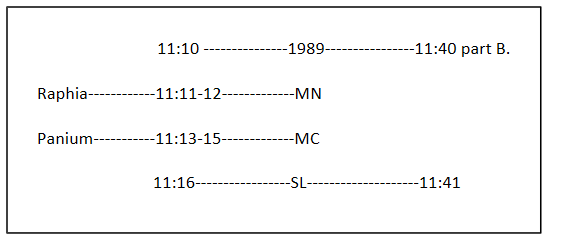 11:10 ---------------1989----------------11:40 part B.
Raphia------------11:11-12-------------MN
Panium-----------11:13-15-------------MC
11:16-----------------SL--------------------11:41